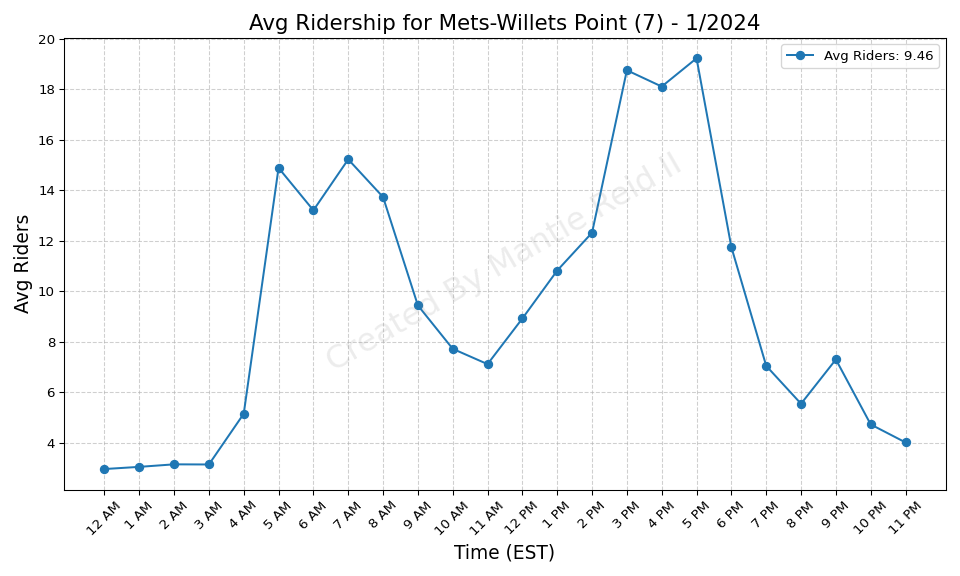 Avg Ridership for Mets-Willets Point (7) - 1/2024
Avg Riders: 9.46
Avg Riders
20
18
16
14
12
10
8
6
4
Created By Mantie Reid II
12 AM
1 AM
2 AM
3 AM
4 AM
5 AM
6 AM
7 AM
8 AM
9 AM
10 AM
11 AM
12 PM
1 PM
2 PM
3 PM
4 PM
5 PM
6 PM
7 PM
8 PM
9 PM
10 PM
11 PM
Time (EST)